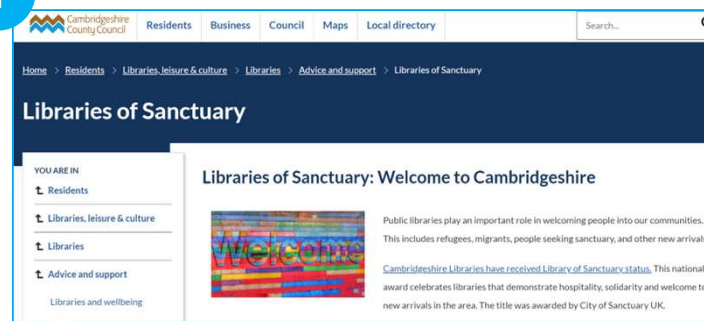 Cambridgeshire
County Council
Residents Business Council Maps Local directory
Search...
Home > Residents > Libraries, leisure & culture > Libraries > Advice and support > Libraries of Sanctuary
Libraries of Sanctuary
YOU ARE IN
Residents
Libraries, leisure & culture
Libraries
Advice and support
Libraries and wellbeing
Libraries of Sanctuary: Welcome to Cambridgeshire
Welcome
Public libraries play an important role in welcoming people into our communities.
This includes refugees, migrants, people seeking sanctuary, and other new arrivals
Cambridgeshire Libraries have received Library of Sanctuary status. This national
award celebrates libraries that demonstrate hospitality, solidarity and welcome to
new arrivals in the area. The title was awarded by City of Sanctuary UK.